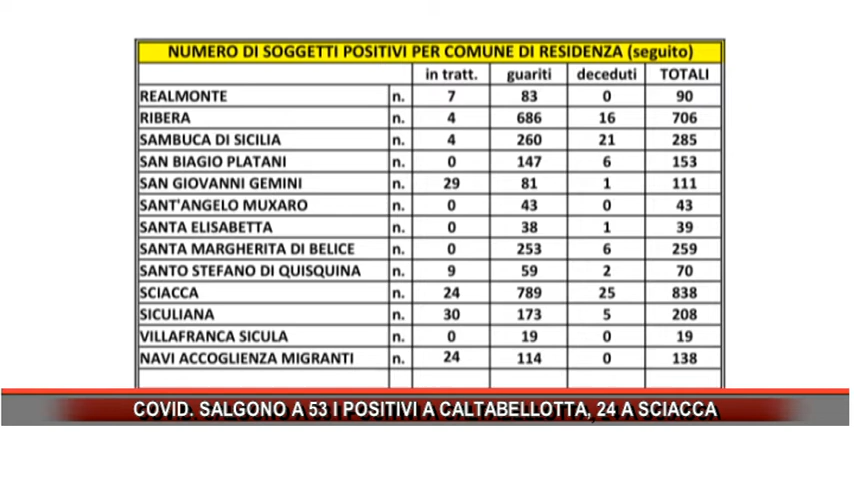 NUMERO DI SOGGETTI POSITIVI PER COMUNE DI RESIDENZA (seguito)
in tratt. guariti deceduti TOTALI
REALMONTE n. 7 83 0 90
RIBERA n. 4 686 16 706
SAMBUCA DI SICILIA n. 4 260 21 285
SAN BIAGIO PLATANI n. 0 147 6 153
SAN GIOVANNI GEMINI n. 29 81 1 111
SANT'ANGELO MUXARO n. 0 43 0 43
SANTA ELISABETTA n. 0 38 1 39
SANTA MARGHERITA DI BELICE n. 0 253 6 259
SANTO STEFANO DI QUISQUINA n. 9 59 2 70
SCIACCA n. 24 789 25 838
SICULIANA n. 30 173 5 208
VILLAFRANCA SICULA n. 0 19 0 19
NAVI ACCOGLIENZA MIGRANTI n. 24 114 0 138
COVID. SALGONO A 53 I POSITIVI A CALTABELLOTTA, 24 A SCIACCA